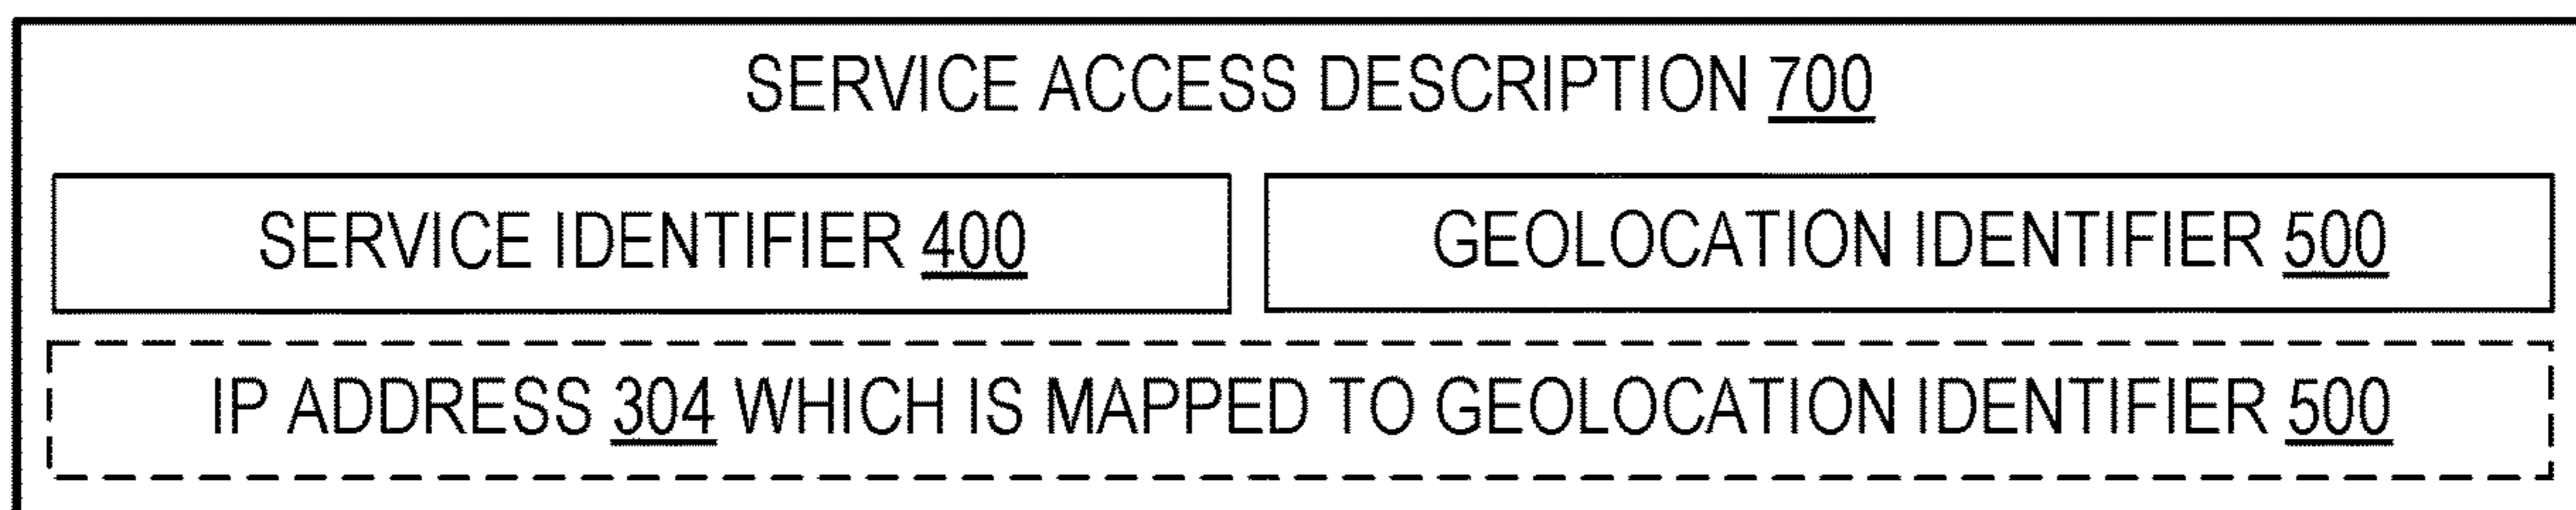 SERVICE ACCESS DESCRIPTION 700
SERVICE IDENTIFIER 400
GEOLOCATION IDENTIFIER 500
IP ADDRESS 304 WHICH IS MAPPED TO GEOLOCATION IDENTIFIER 500